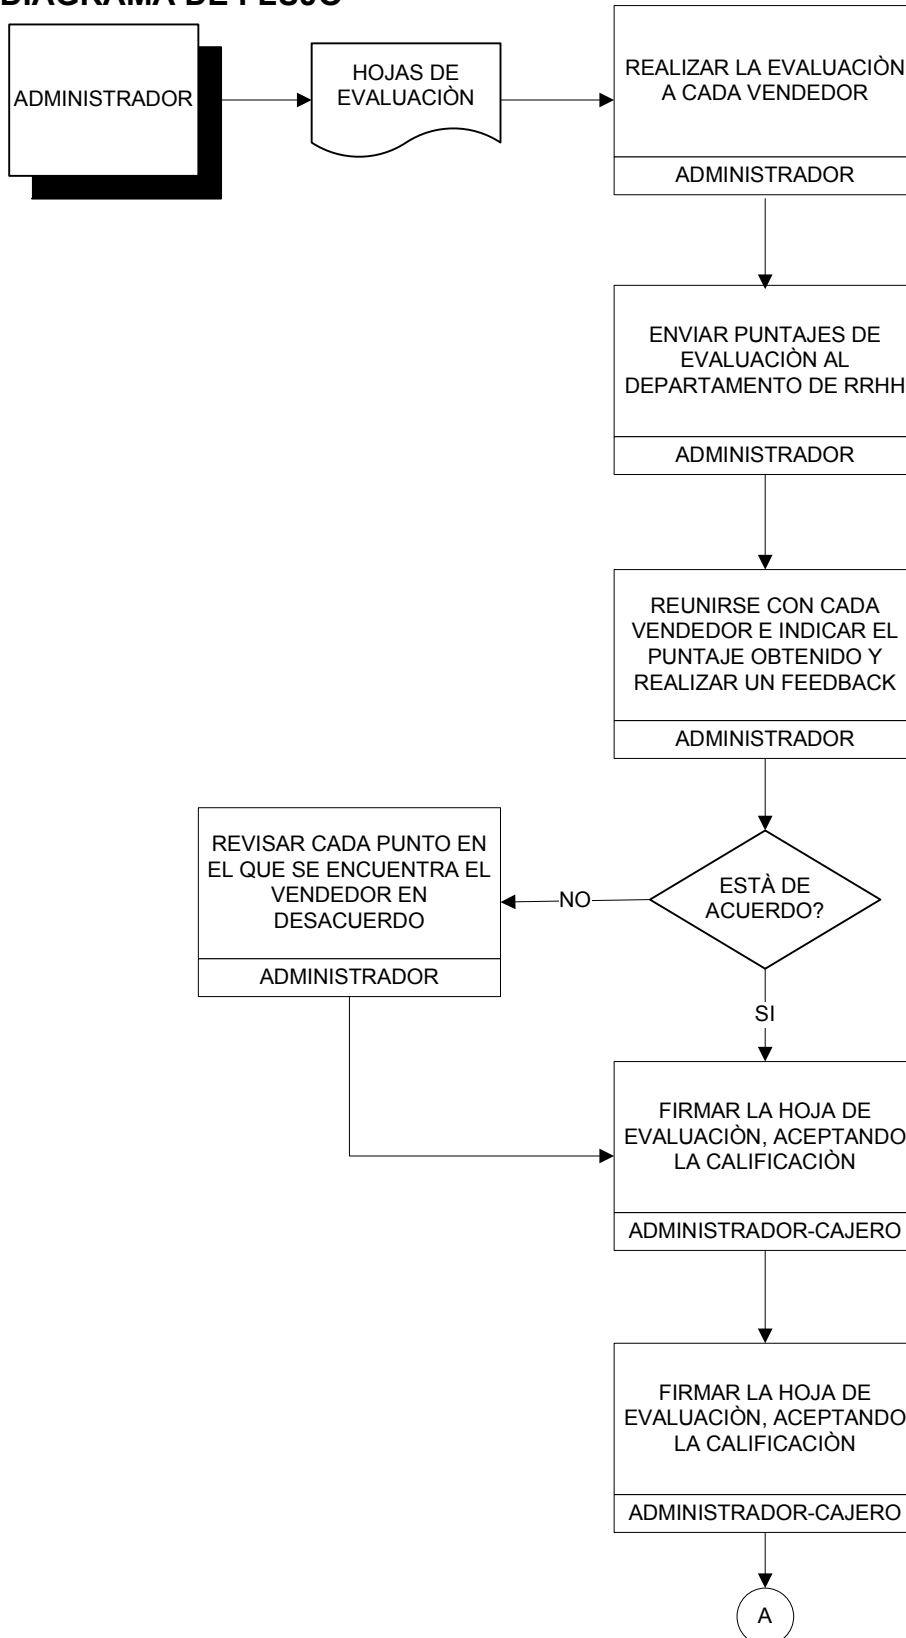 DIAGRAMA DE FLUJO
ADMINISTRADOR
HOJAS DE
EVALUACIÒN
REALIZAR LA EVALUACIÒN
A CADA VENDEDOR
ADMINISTRADOR
ENVIAR PUNTAJES DE
EVALUACIÒN AL
DEPARTAMENTO DE RRHH
ADMINISTRADOR
REUNIRSE CON CADA
VENDEDOR E INDICAR EL
PUNTAJE OBTENIDO Y
REALIZAR UN FEEDBACK
ADMINISTRADOR
REVISAR CADA PUNTO EN
EL QUE SE ENCUENTRA EL
VENDEDOR EN
DESACUERDO
ADMINISTRADOR
NO
ESTÀ DE
ACUERDO?
SI
FIRMAR LA HOJA DE
EVALUACIÒN, ACEPTANDO
LA CALIFICACIÒN
ADMINISTRADOR-CAJERO
FIRMAR LA HOJA DE
EVALUACIÒN, ACEPTANDO
LA CALIFICACIÒN
ADMINISTRADOR-CAJERO
A